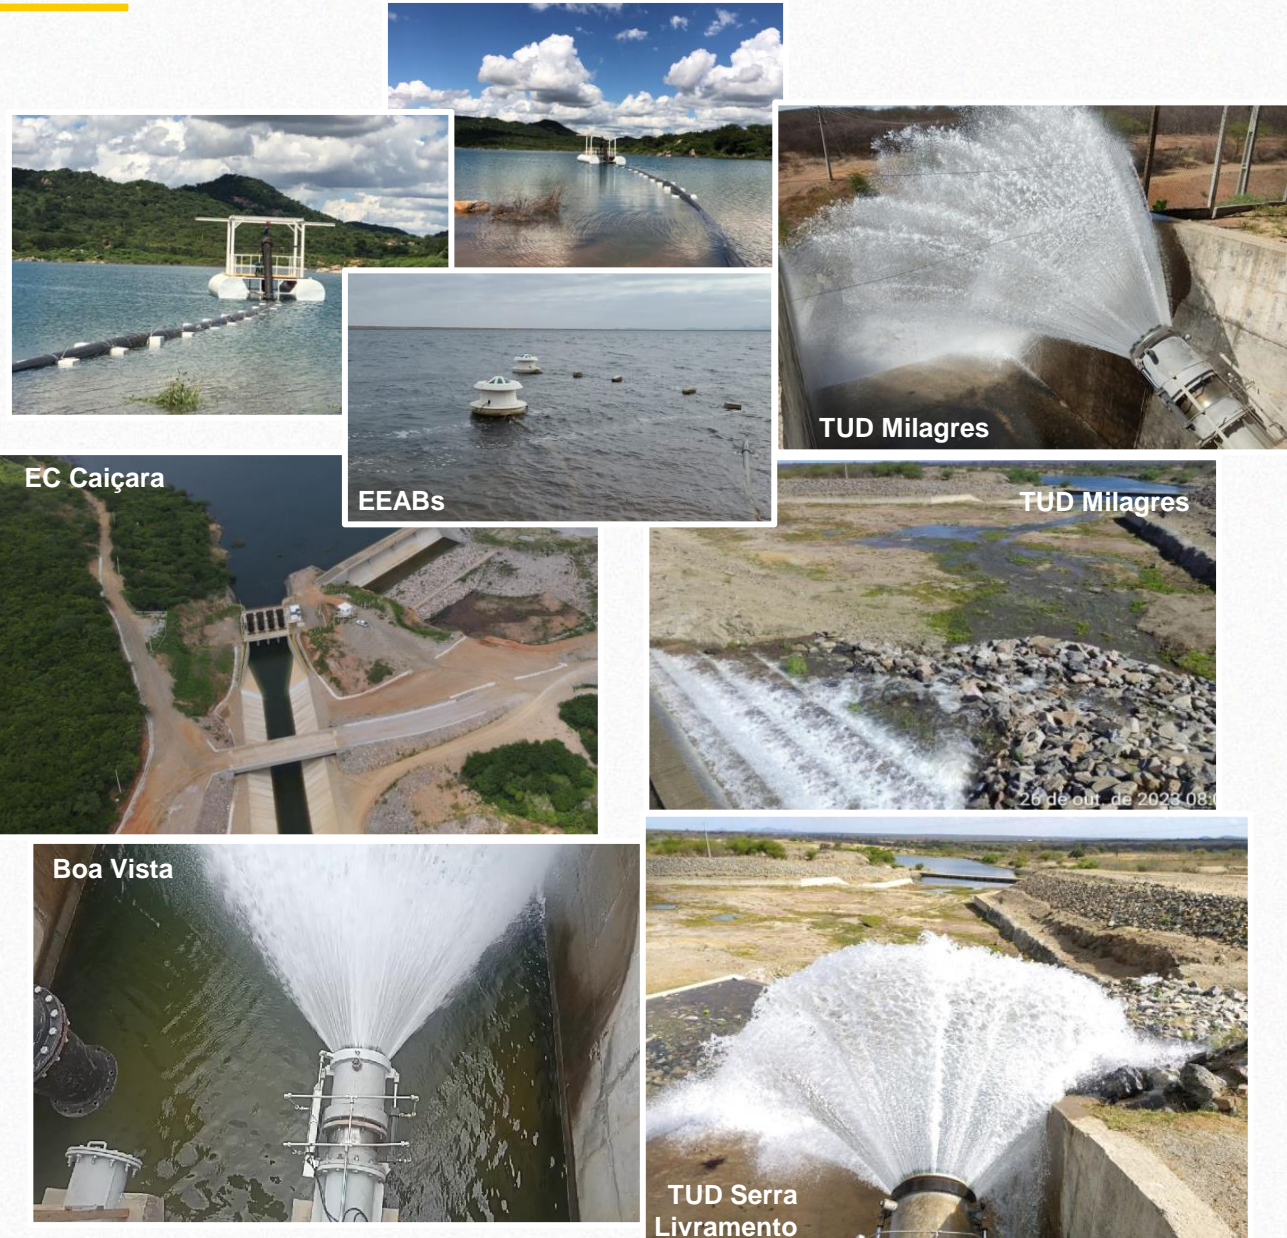 TUD Milagres
EC Caiçara
EEABs
TUD Milagres
26 de out. de 2023 08:0
Boa Vista
TUD Serra
Livramento